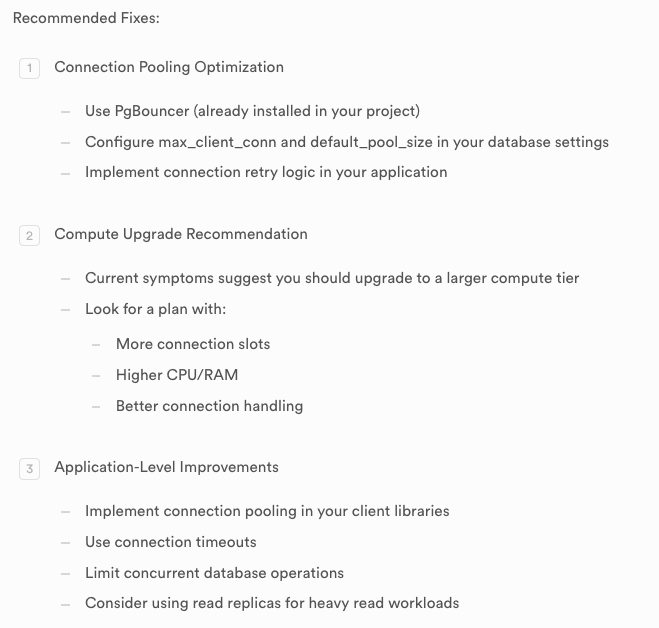 Recommended Fixes:
1 Connection Pooling Optimization
– Use PgBouncer (already installed in your project)
– Configure max_client_conn and default_pool_size in your database settings
– Implement connection retry logic in your application
2 Compute Upgrade Recommendation
– Current symptoms suggest you should upgrade to a larger compute tier
– Look for a plan with:
– More connection slots
– Higher CPU/RAM
– Better connection handling
3 Application-Level Improvements
– Implement connection pooling in your client libraries
– Use connection timeouts
– Limit concurrent database operations
– Consider using read replicas for heavy read workloads